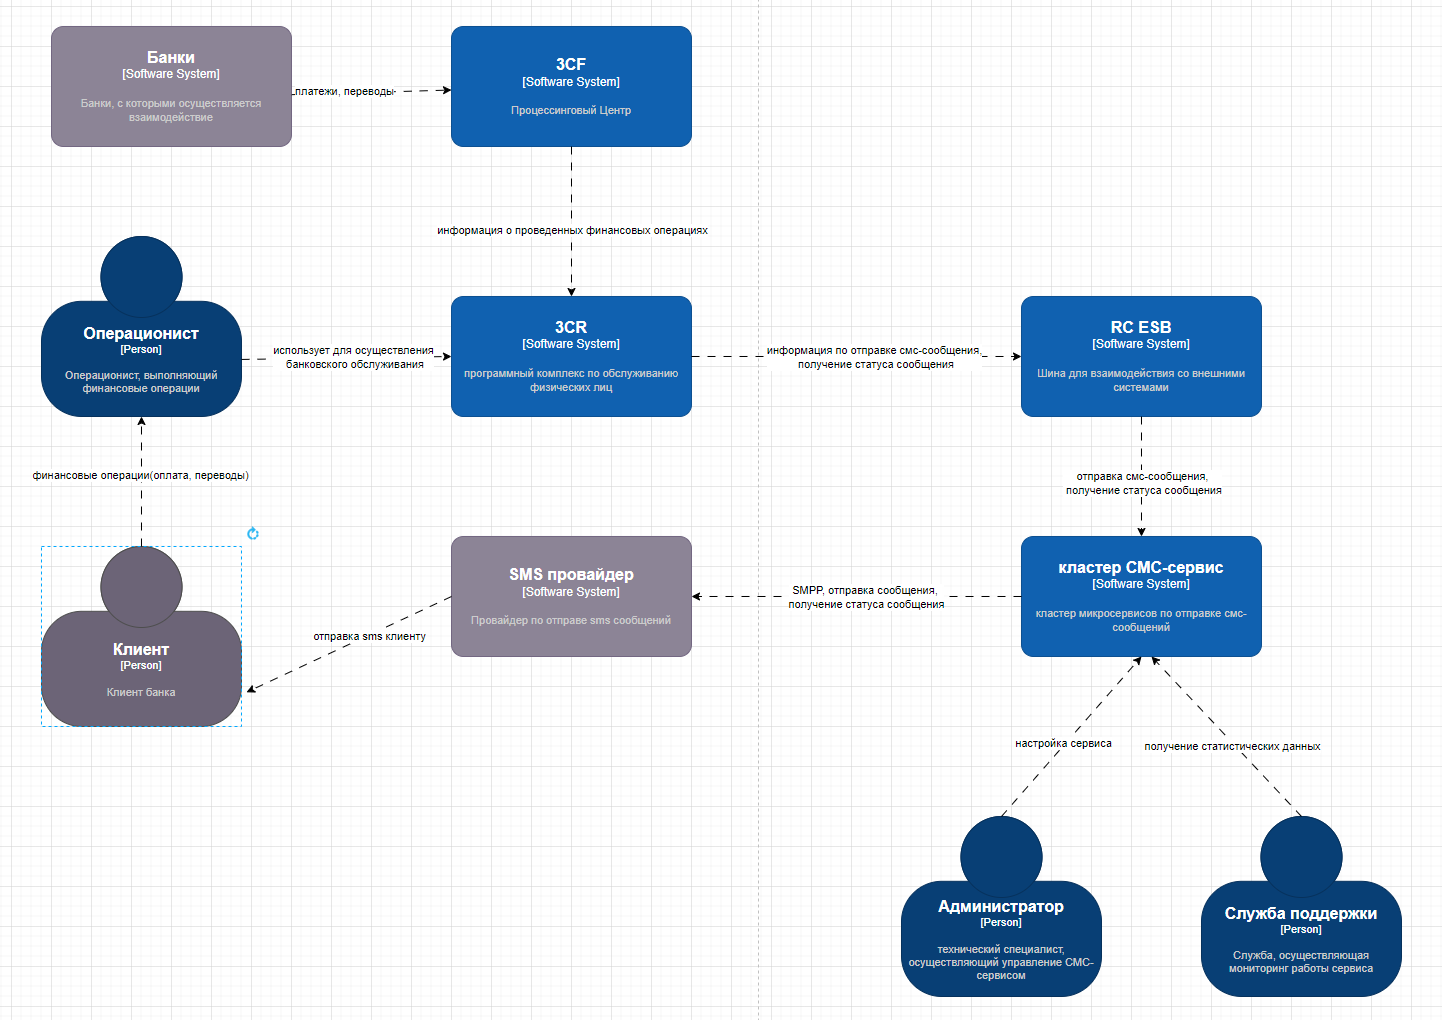 Банки
[Software System]
Банки, с которыми осуществляется
взаимодействие
платежи, переводы
3CF
[Software System]
Процессинговый Центр
информация о проведенных финансовых операциях
Операционист
[Person]
Операционист, выполняющий
финансовые операции
использует для осуществления
банковского обслуживания
3CR
[Software System]
программный комплекс по обслуживанию
физических лиц
информация по отправке смс-сообщения,
получение статуса сообщения
RC ESB
[Software System]
Шина для взаимодействия со внешними
системами
финансовые операции(оплата, переводы)
отправка смс-сообщения,
получение статуса сообщения
Клиент
[Person]
Клиент банка
отправка sms клиенту
SMS провайдер
[Software System]
Провайдер по отправе sms сообщений
SMPP, отправка сообщения,
получение статуса сообщения
кластер СМС-сервис
[Software System]
кластер микросервисов по отправке смс-
сообщений
настройка сервиса
получение статистических данных
Администратор
[Person]
технический специалист,
осуществляющий управление СМС-
сервисом
Служба поддержки
[Person]
Служба, осуществляющая
мониторинг работы сервиса